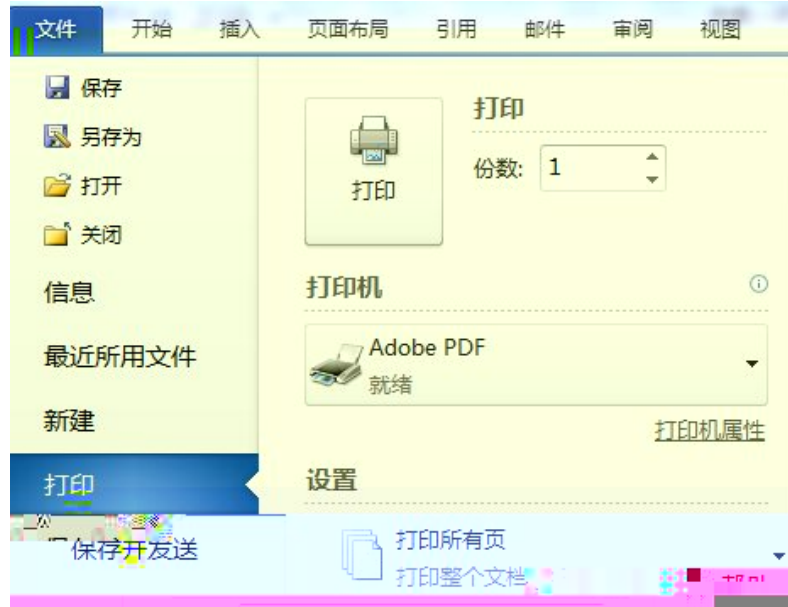 文件 开始 插入 页面布局 引用 邮件 审阅 视图
保存
另存为
打开
关闭
信息
最近所用文件
新建
打印
保存并发送
打印
打印
份数: 1
打印机
Adobe PDF
就绪
打印机属性
设置
打印所有页
打印整个文档